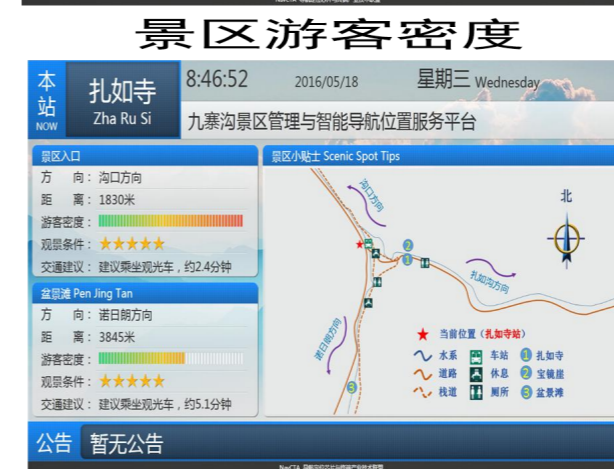 景区游客密度
本站
NOW
扎如寺
Zha Ru Si
8:46:52
2016/05/18
星期三 Wednesday
九寨沟景区管理与智能导航位置服务平台
景区入口
方 向：沟口方向
距 离：1830米
游客密度：
观景条件：★★★★★
交通建议：建议乘坐观光车，约2.4分钟
盆景滩 Pen Jing Tan
方 向：诺日朗方向
距 离：3845米
游客密度：
观景条件：★★★★★
交通建议：建议乘坐观光车，约5.1分钟
景区小贴士 Scenic Spot Tips
沟口方向
北
2
1
扎如沟方向
诺日朗方向
3
★ 当前位置（扎如寺站）
水系 车站 1 扎如寺
道路 休息 2 宝镜崖
栈道 厕所 3 盆景滩
公告 暂无公告